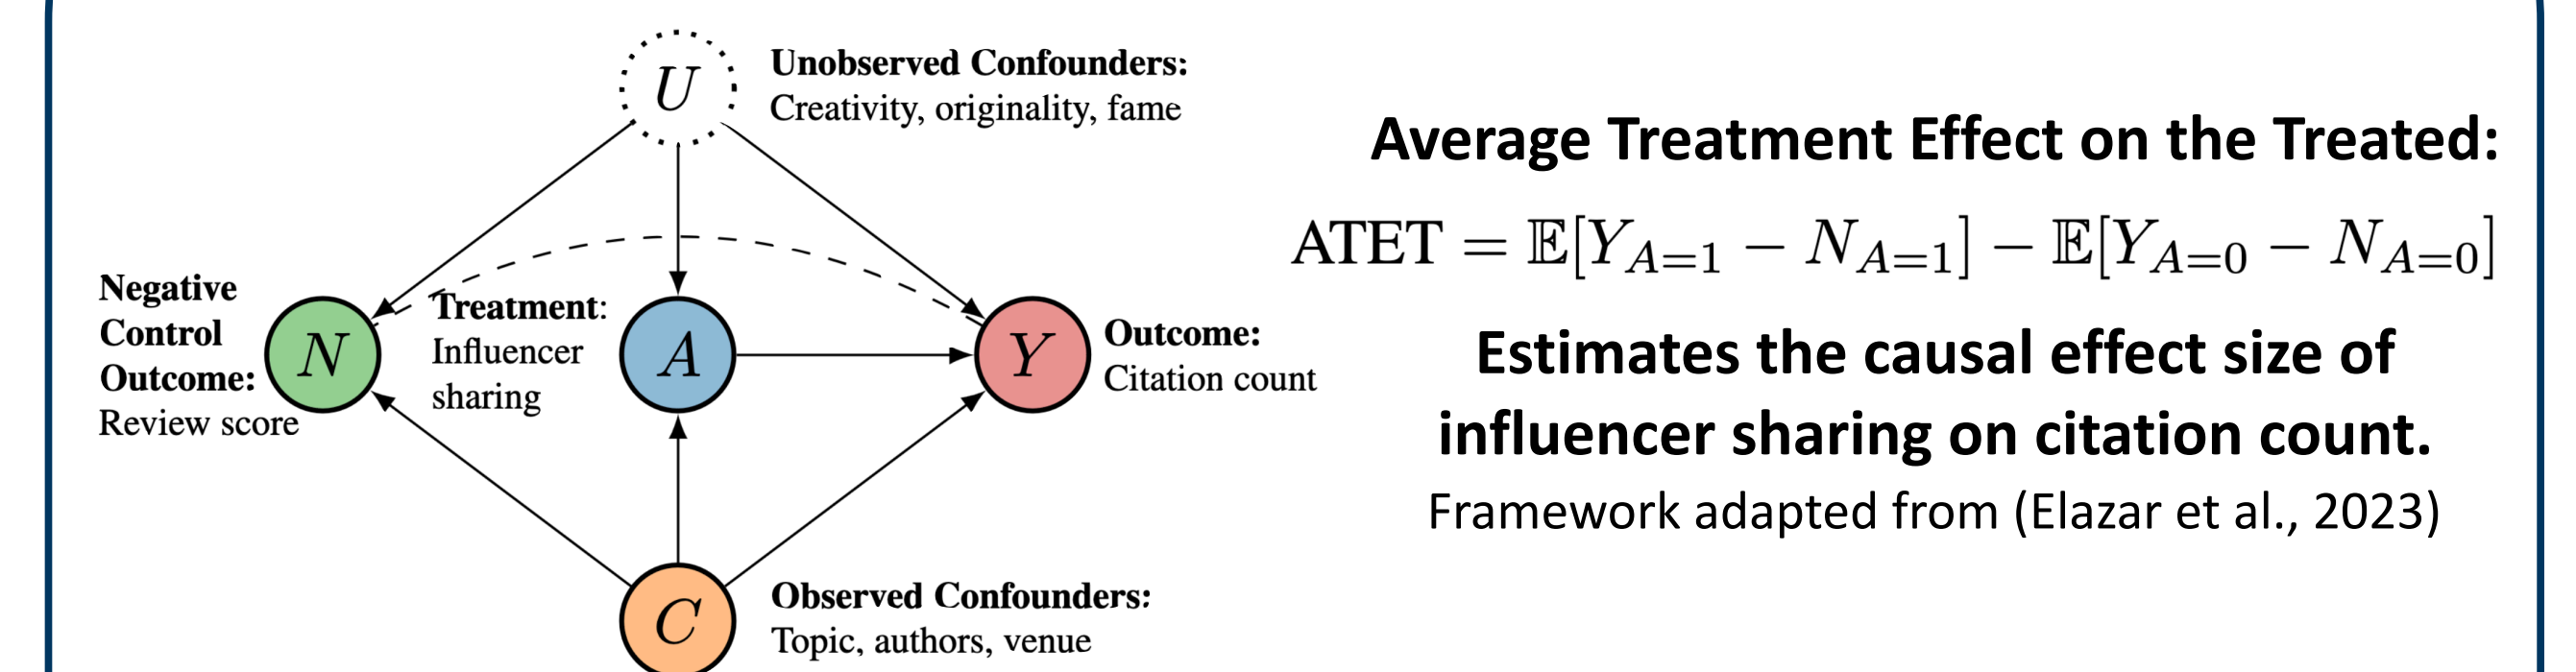 U
Unobserved Confounders:
Creativity, originality, fame
Negative
Control
Outcome:
Review score
N
Treatment:
Influencer
sharing
A
Y
Outcome:
Citation count
C
Observed Confounders:
Topic, authors, venue
Average Treatment Effect on the Treated:
ATET = 𝔼[Y_{A=1} − N_{A=1}] − 𝔼[Y_{A=0} − N_{A=0}]
Estimates the causal effect size of
influencer sharing on citation count.
Framework adapted from (Elazar et al., 2023)